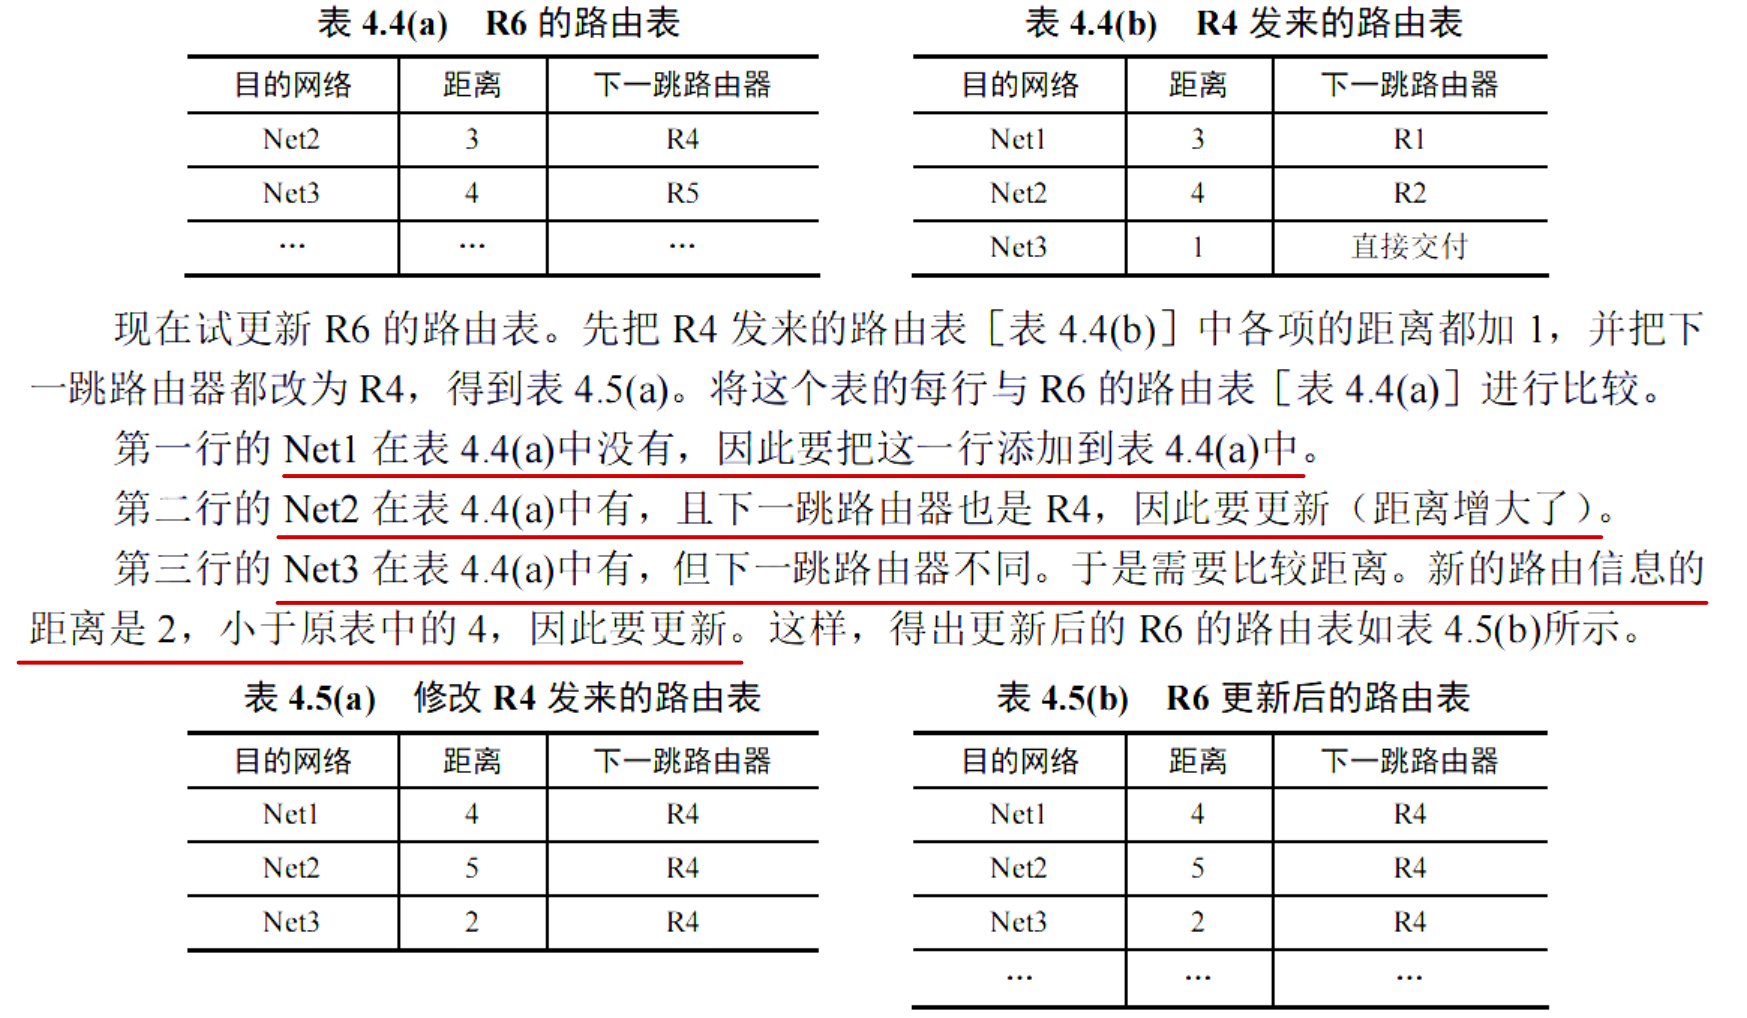 表 4.4(a) R6 的路由表
目的网络 距离 下一跳路由器
Net2 3 R4
Net3 4 R5
… … …
表 4.4(b) R4 发来的路由表
目的网络 距离 下一跳路由器
Net1 3 R1
Net2 4 R2
Net3 1 直接交付
现在试更新 R6 的路由表。先把 R4 发来的路由表［表 4.4(b)］中各项的距离都加 1，并把下
一跳路由器都改为 R4，得到表 4.5(a)。将这个表的每行与 R6 的路由表［表 4.4(a)］进行比较。
第一行的 Net1 在表 4.4(a)中没有，因此要把这一行添加到表 4.4(a)中。
第二行的 Net2 在表 4.4(a)中有，且下一跳路由器也是 R4，因此要更新（距离增大了）。
第三行的 Net3 在表 4.4(a)中有，但下一跳路由器不同。于是需要比较距离。新的路由信息的
距离是 2，小于原表中的 4，因此要更新。这样，得出更新后的 R6 的路由表如表 4.5(b)所示。
表 4.5(a) 修改 R4 发来的路由表
目的网络 距离 下一跳路由器
Net1 4 R4
Net2 5 R4
Net3 2 R4
表 4.5(b) R6 更新后的路由表
目的网络 距离 下一跳路由器
Net1 4 R4
Net2 5 R4
Net3 2 R4
… … …